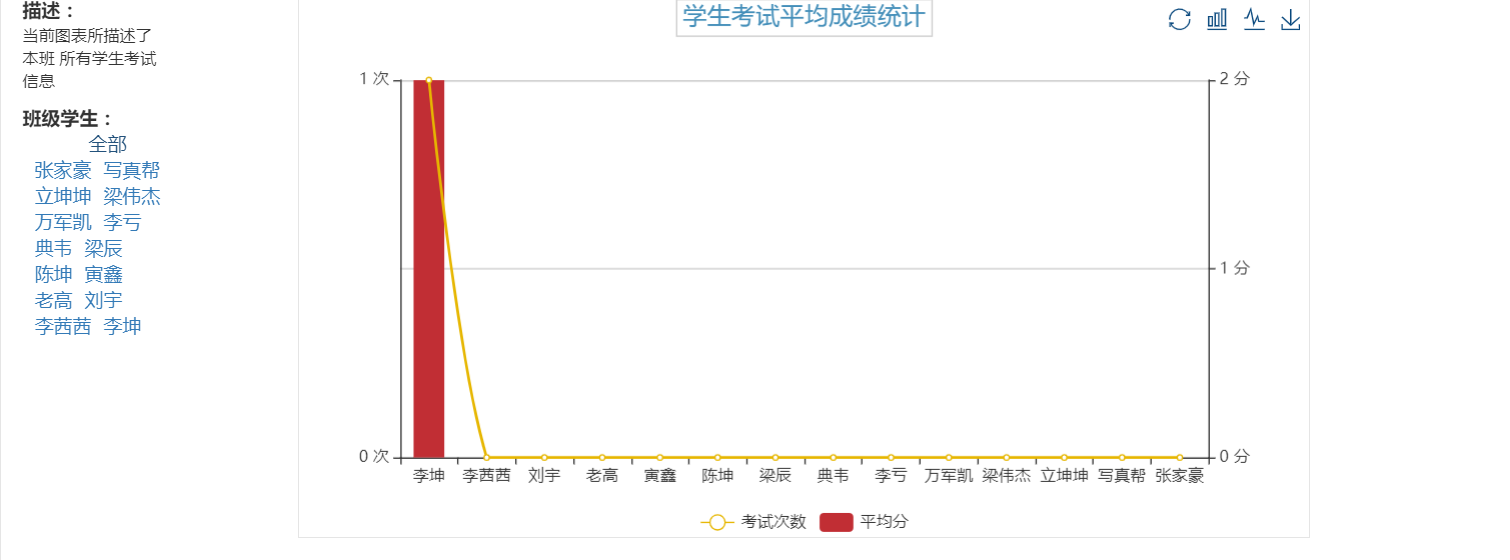 描述：
当前图表所描述了
本班 所有学生考试
信息
班级学生：
全部
张家豪 写真帮
立坤坤 梁伟杰
万军凯 李亏
典韦 梁辰
陈坤 寅鑫
老高 刘宇
李茜茜 李坤
学生考试平均成绩统计
1 次
0 次
2 分
1 分
0 分
李坤 李茜茜 刘宇 老高 寅鑫 陈坤 梁辰 典韦 李亏 万军凯 梁伟杰 立坤坤 写真帮 张家豪
考试次数 平均分